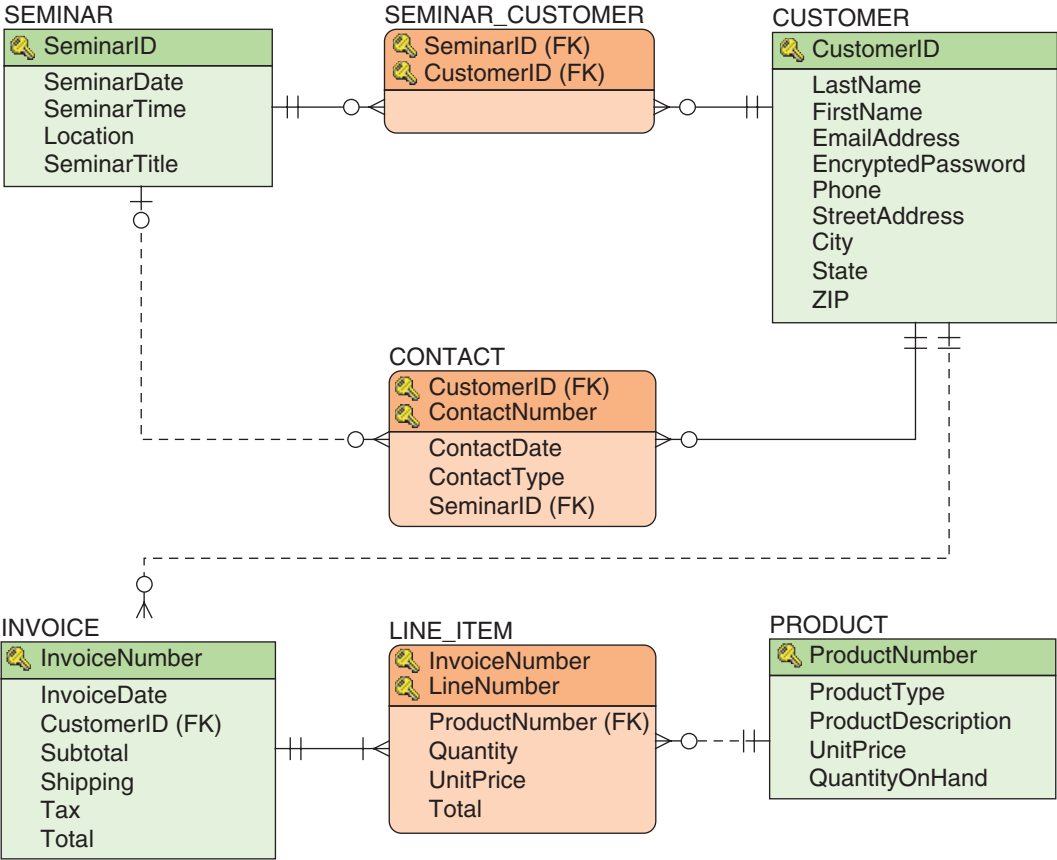 SEMINAR
SeminarID
SeminarDate
SeminarTime
Location
SeminarTitle
SEMINAR_CUSTOMER
SeminarID (FK)
CustomerID (FK)
CUSTOMER
CustomerID
LastName
FirstName
EmailAddress
EncryptedPassword
Phone
StreetAddress
City
State
ZIP
CONTACT
CustomerID (FK)
ContactNumber
ContactDate
ContactType
SeminarID (FK)
INVOICE
InvoiceNumber
InvoiceDate
CustomerID (FK)
Subtotal
Shipping
Tax
Total
LINE_ITEM
InvoiceNumber
LineNumber
ProductNumber (FK)
Quantity
UnitPrice
Total
PRODUCT
ProductNumber
ProductType
ProductDescription
UnitPrice
QuantityOnHand